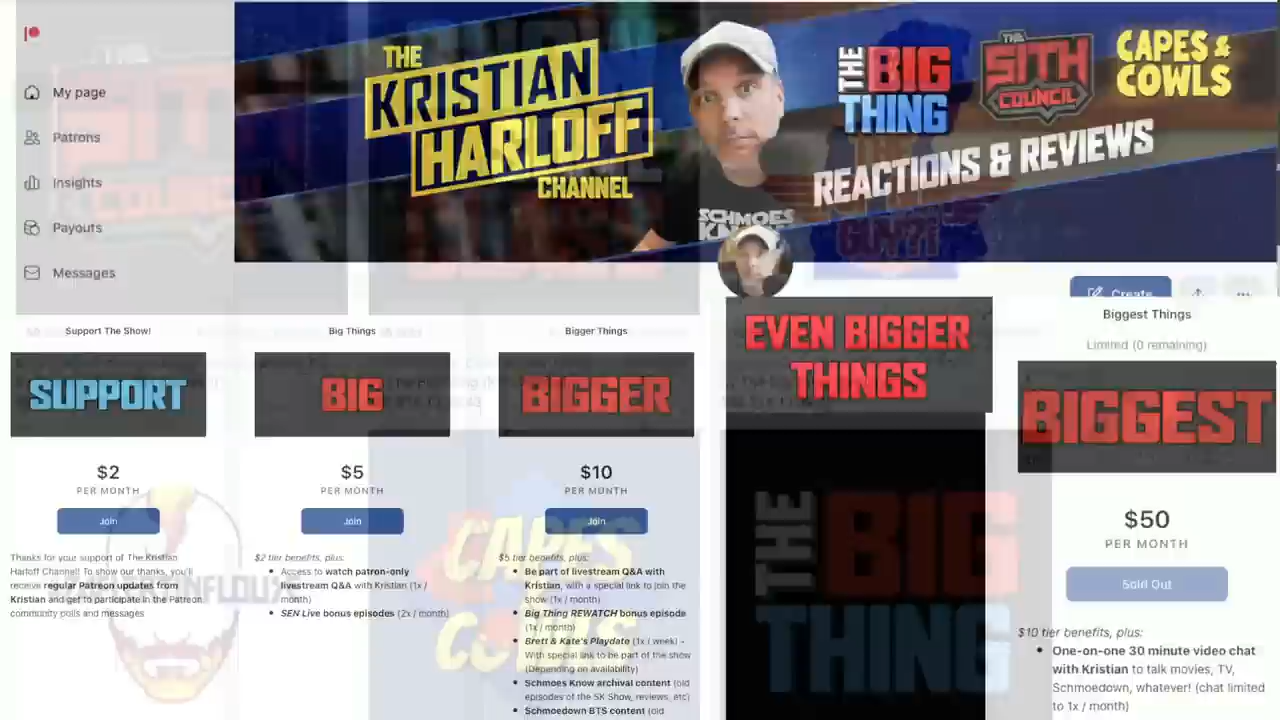 My page
Patrons
Insights
Payouts
Messages
THE
KRISTIAN
HARLOFF
CHANNEL
THE BIG
THING
THE
SITH
COUNCIL
CAPES &
COWLS
REACTIONS & REVIEWS
SCHMOES
Create
Support The Show!
SUPPORT
$2
PER MONTH
Join
Thanks for your support of The Kristian
Harloff Channel! To show our thanks, you'll
receive regular Patreon updates from
Kristian and get to participate in the Patreon
community polls and messages
Big Things
BIG
$5
PER MONTH
Join
$2 tier benefits, plus:
• Access to watch patron-only
livestream Q&A with Kristian (1x /
month)
• SEN Live bonus episodes (2x / month)
Bigger Things
BIGGER
$10
PER MONTH
Join
$5 tier benefits, plus:
• Be part of livestream Q&A with
Kristian, with a special link to join the
show (1x / month)
• Big Thing REWATCH bonus episode
(1x / month)
• Brett & Kate's Playdate (1x / week) -
With special link to be part of the show
(Depending on availability)
• Schmoes Know archival content (old
episodes of the SK Show, reviews, etc)
• Schmoedown BTS content (old
EVEN BIGGER
THINGS
THE BIG
THING
Biggest Things
Limited (0 remaining)
BIGGEST
$50
PER MONTH
Sold Out
$10 tier benefits, plus:
• One-on-one 30 minute video chat
with Kristian to talk movies, TV,
Schmoedown, whatever! (chat limited
to 1x / month)
CAPES
COWLS